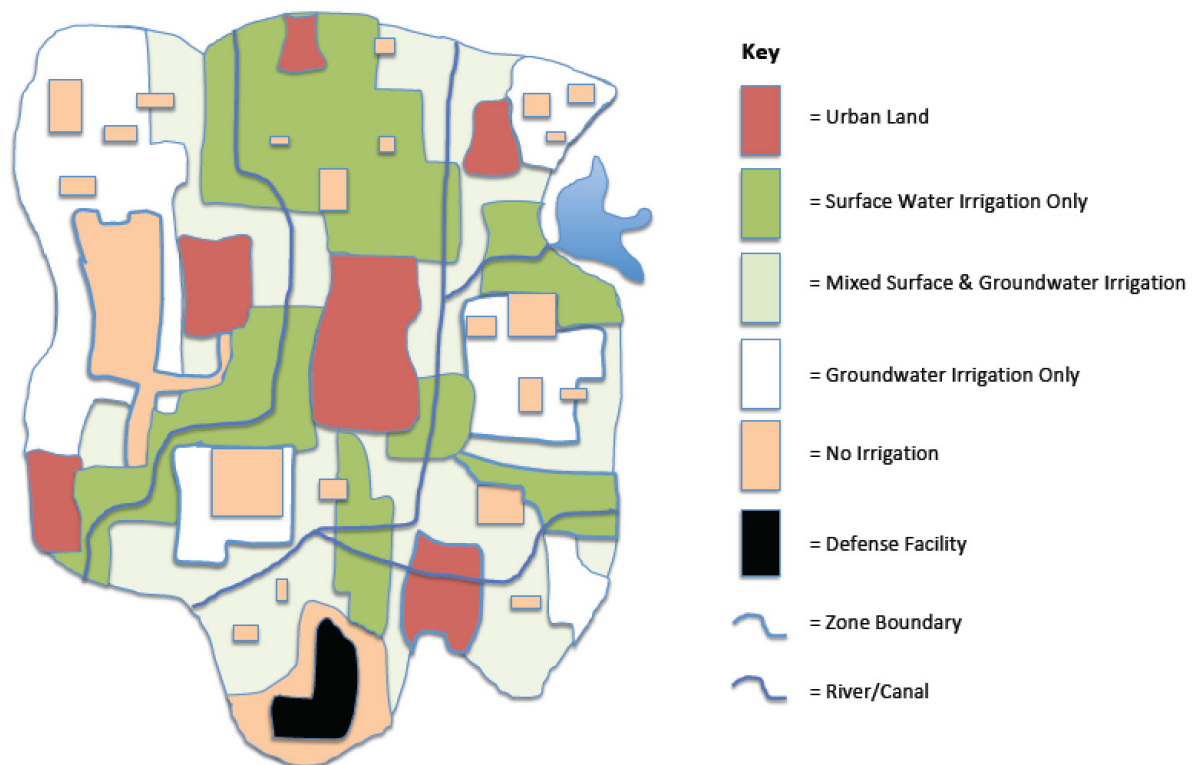 Key
= Urban Land
= Surface Water Irrigation Only
= Mixed Surface & Groundwater Irrigation
= Groundwater Irrigation Only
= No Irrigation
= Defense Facility
= Zone Boundary
= River/Canal